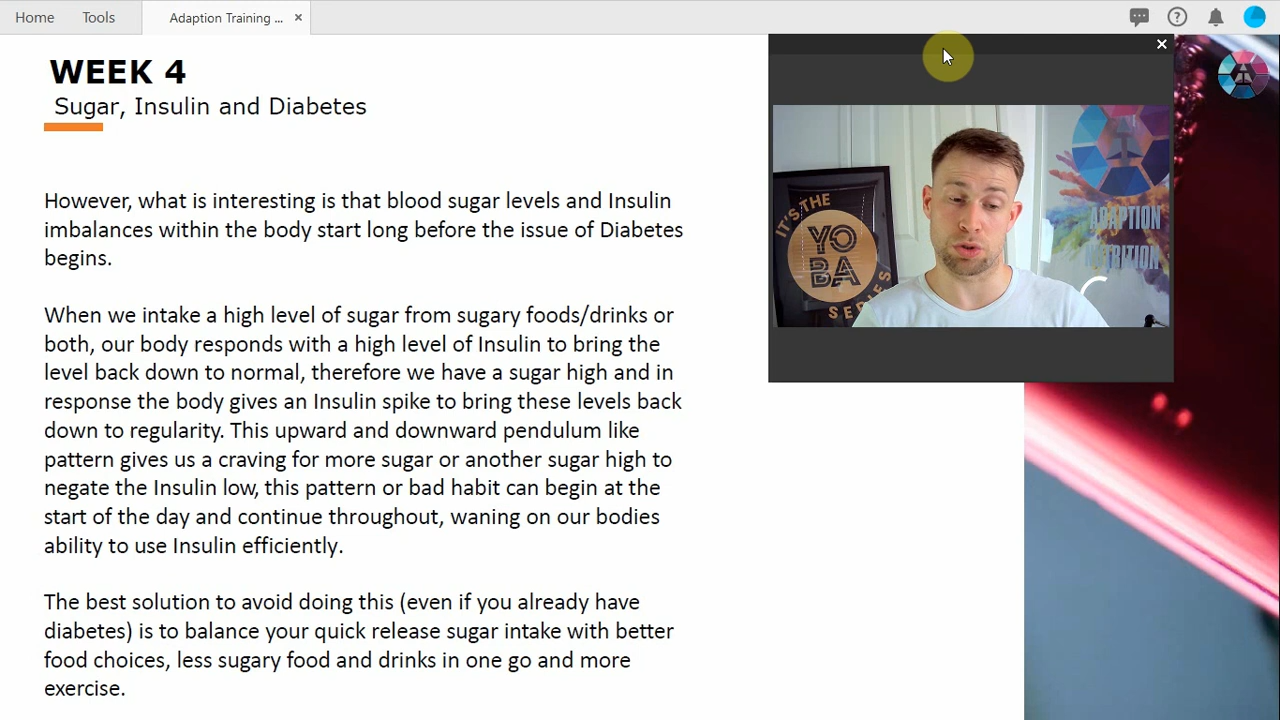 Home Tools Adaption Training ...
WEEK 4
Sugar, Insulin and Diabetes
However, what is interesting is that blood sugar levels and Insulin
imbalances within the body start long before the issue of Diabetes
begins.
When we intake a high level of sugar from sugary foods/drinks or
both, our body responds with a high level of Insulin to bring the
level back down to normal, therefore we have a sugar high and in
response the body gives an Insulin spike to bring these levels back
down to regularity. This upward and downward pendulum like
pattern gives us a craving for more sugar or another sugar high to
negate the Insulin low, this pattern or bad habit can begin at the
start of the day and continue throughout, waning on our bodies
ability to use Insulin efficiently.
The best solution to avoid doing this (even if you already have
diabetes) is to balance your quick release sugar intake with better
food choices, less sugary food and drinks in one go and more
exercise.
IT'S THE
YO
BA
SERIES
ADAPTION
NUTRITION